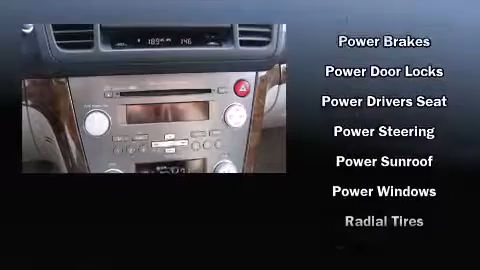 Power Brakes
Power Door Locks
Power Drivers Seat
Power Steering
Power Sunroof
Power Windows
Radial Tires